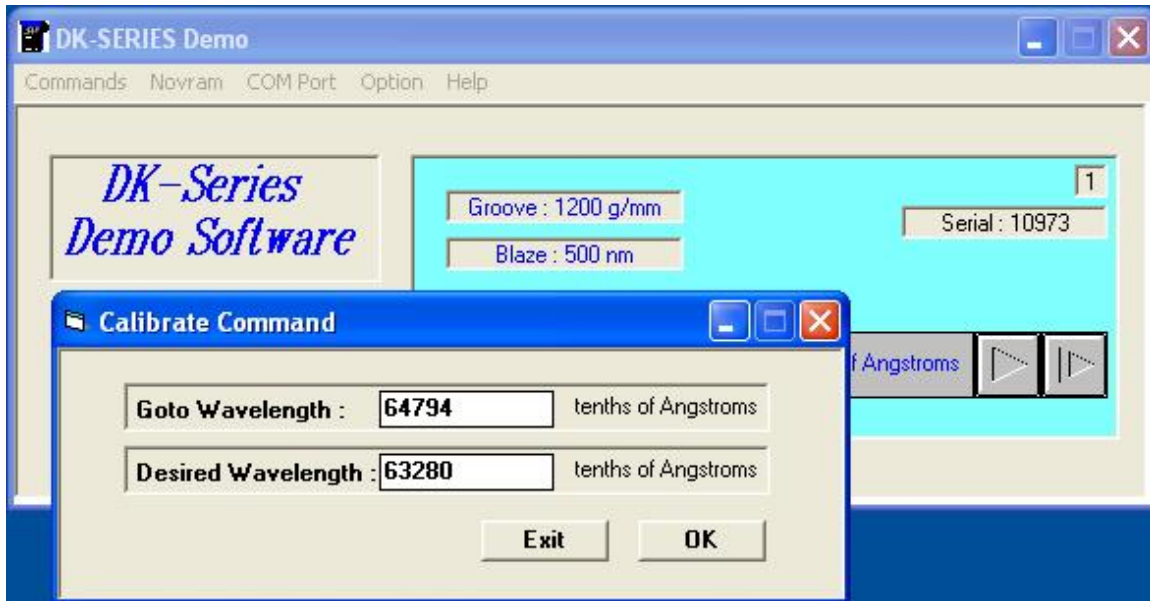 DK-SERIES Demo
Commands Novram COM Port Option Help
DK-Series
Demo Software
1
Groove : 1200 g/mm
Serial : 10973
Blaze : 500 nm
Calibrate Command
Angstroms
Goto Wavelength : 64794 tenths of Angstroms
Desired Wavelength : 63280 tenths of Angstroms
Exit OK